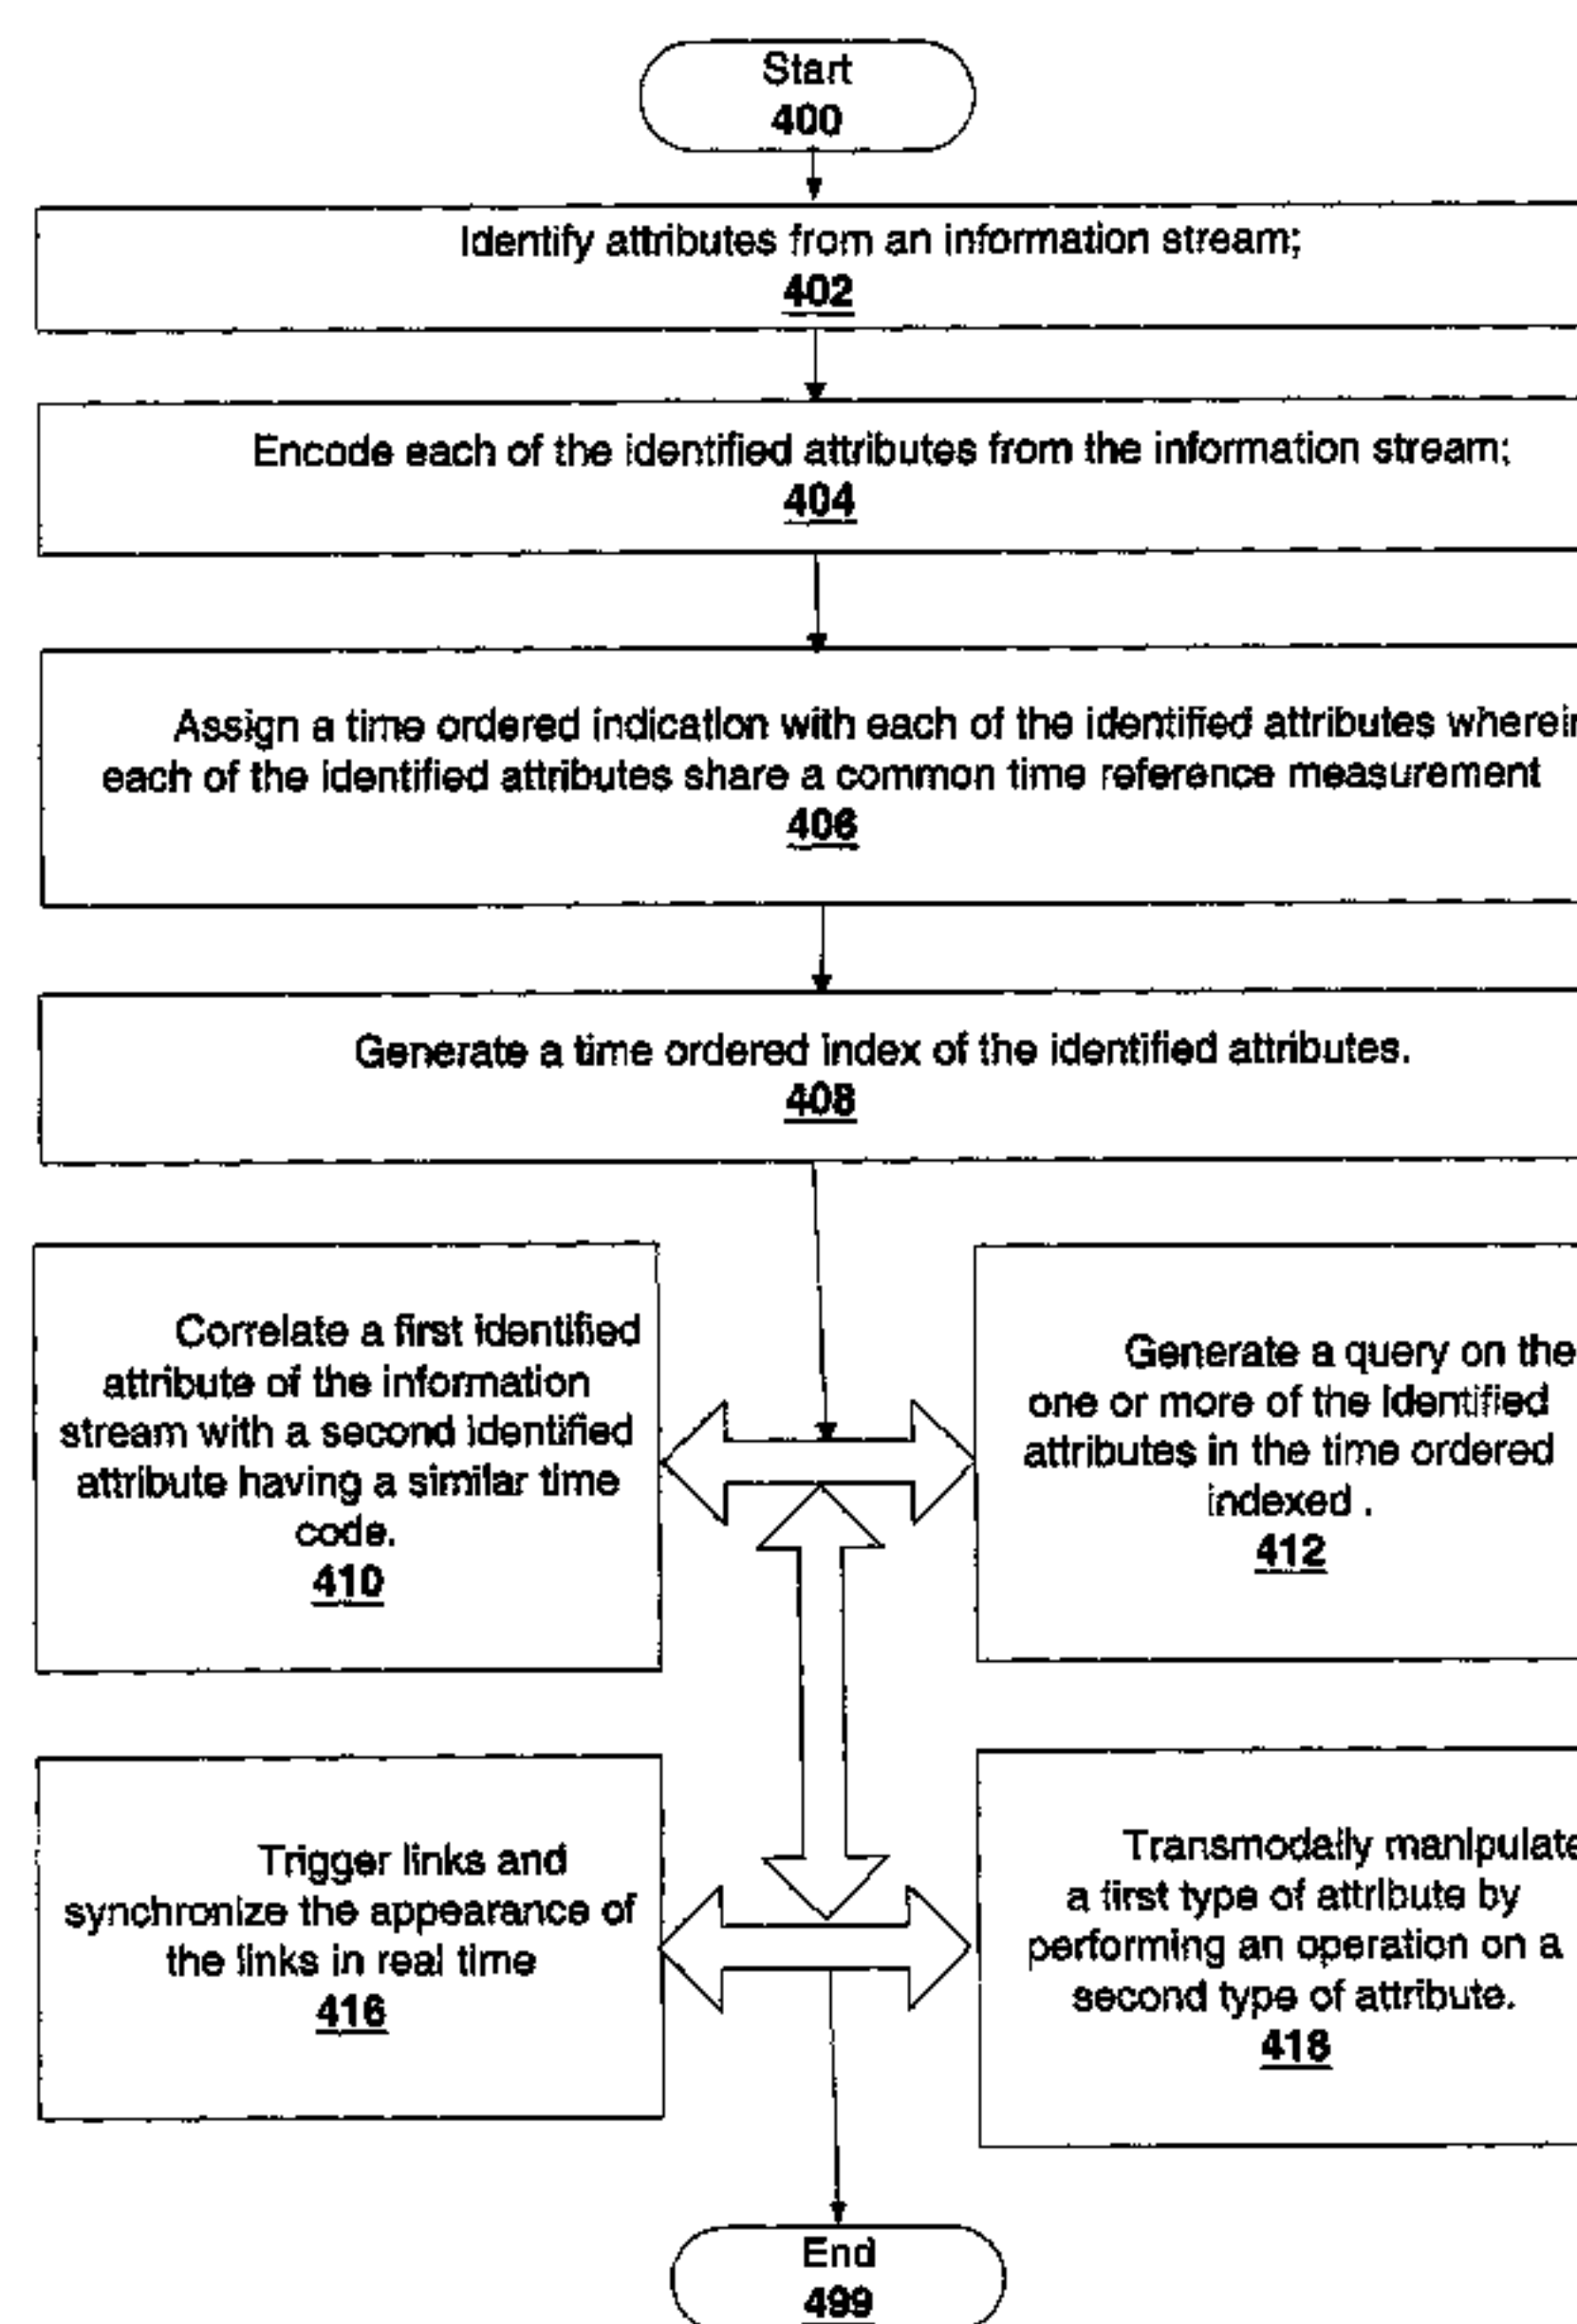 Start
400
Identify attributes from an information stream;
402
Encode each of the identified attributes from the information stream;
404
Assign a time ordered indication with each of the identified attributes wherein
each of the identified attributes share a common time reference measurement
406
Generate a time ordered index of the identified attributes.
408
Correlate a first identified
attribute of the information
stream with a second identified
attribute having a similar time
code.
410
Generate a query on the
one or more of the identified
attributes in the time ordered
indexed .
412
Trigger links and
synchronize the appearance of
the links in real time
416
Transmodally manipulate
a first type of attribute by
performing an operation on a
second type of attribute.
418
End
499